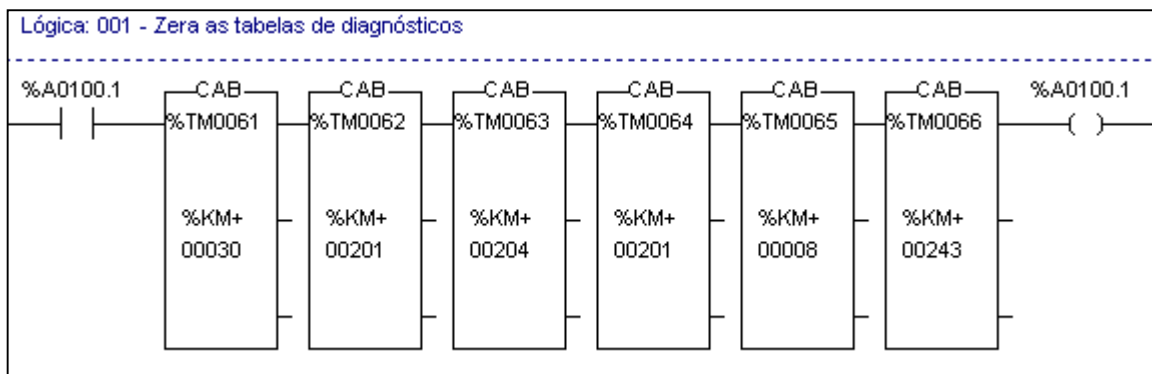 Lógica: 001 - Zera as tabelas de diagnósticos
%A0100.1 CAB CAB CAB CAB CAB CAB %A0100.1
%TM0061 %TM0062 %TM0063 %TM0064 %TM0065 %TM0066
%KM+ %KM+ %KM+ %KM+ %KM+ %KM+
00030 00201 00204 00201 00008 00243